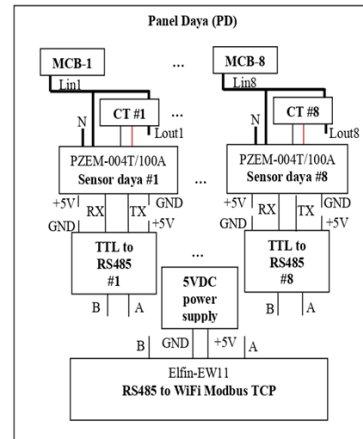 Panel Daya (PD)
MCB-1 ... MCB-8
Lin1 Lin8
CT #1 ... CT #8
N Lout1 N Lout8
PZEM-004T/100A PZEM-004T/100A
Sensor daya #1 ... Sensor daya #8
+5V RX TX GND +5V RX TX GND
GND +5V GND +5V
TTL to TTL to
RS485 ... RS485
#1 #8
B A 5VDC B A
power
supply
B GND +5V A
Elfin-EW11
RS485 to WiFi Modbus TCP